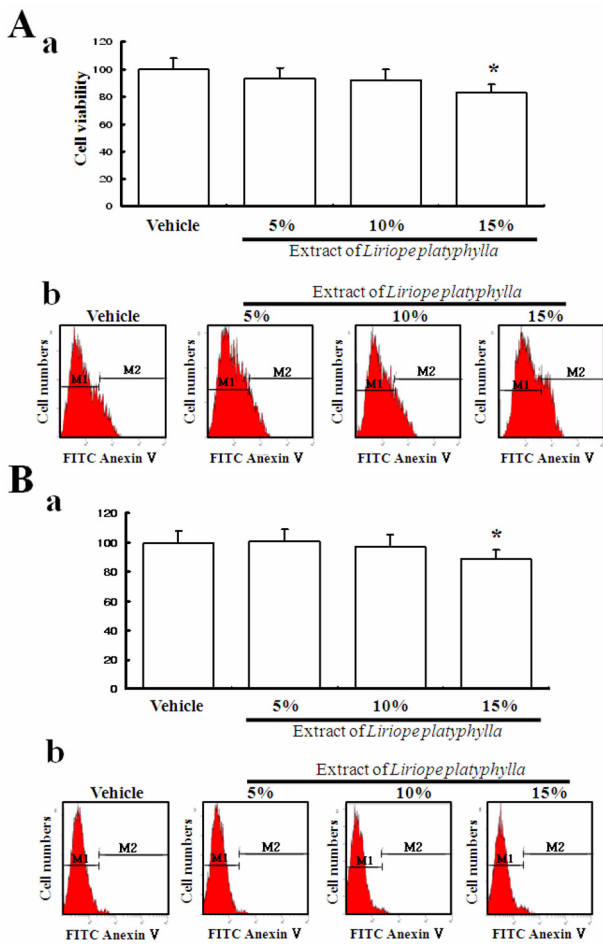 A
a
120
100
80
60
40
20
0
Cell viability
*
Vehicle 5% 10% 15%
Extract of Liriope platyphylla
b
Extract of Liriope platyphylla
Vehicle 5% 10% 15%
Cell numbers Cell numbers Cell numbers Cell numbers
M1 M2 M1 M2 M1 M2 M1 M2
FITC Anexin V FITC Anexin V FITC Anexin V FITC Anexin V
B
a
120
100
80
60
40
20
0
*
Vehicle 5% 10% 15%
Extract of Liriope platyphylla
b
Extract of Liriope platyphylla
Vehicle 5% 10% 15%
Cell numbers Cell numbers Cell numbers Cell numbers
M1 M2 M1 M2 M1 M2 M1 M2
FITC Anexin V FITC Anexin V FITC Anexin V FITC Anexin V